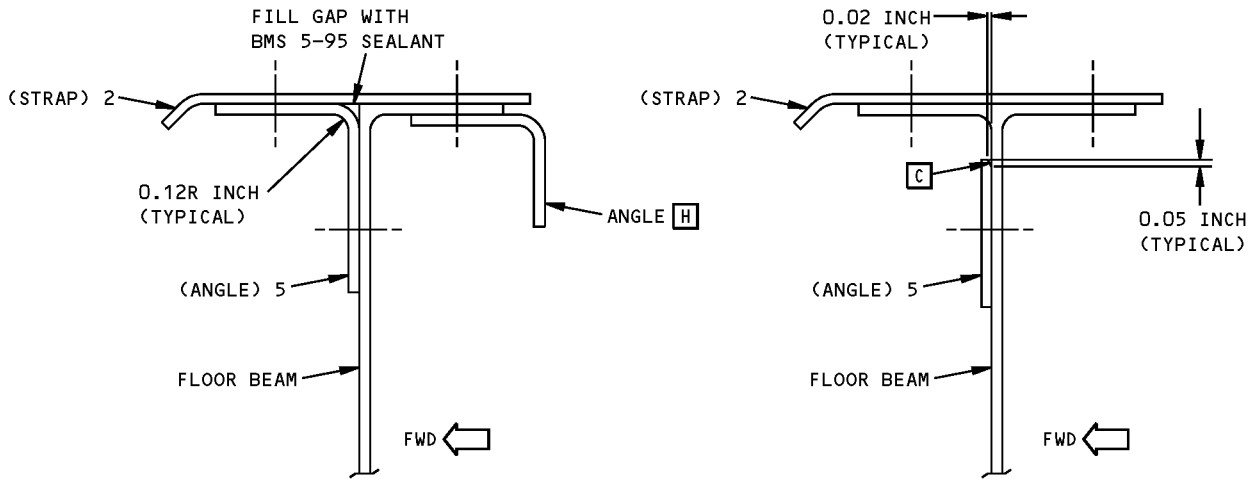 FILL GAP WITH
BMS 5-95 SEALANT
(STRAP) 2
0.12R INCH
(TYPICAL)
ANGLE H
(ANGLE) 5
FLOOR BEAM
FWD
0.02 INCH
(TYPICAL)
(STRAP) 2
C
0.05 INCH
(TYPICAL)
(ANGLE) 5
FLOOR BEAM
FWD